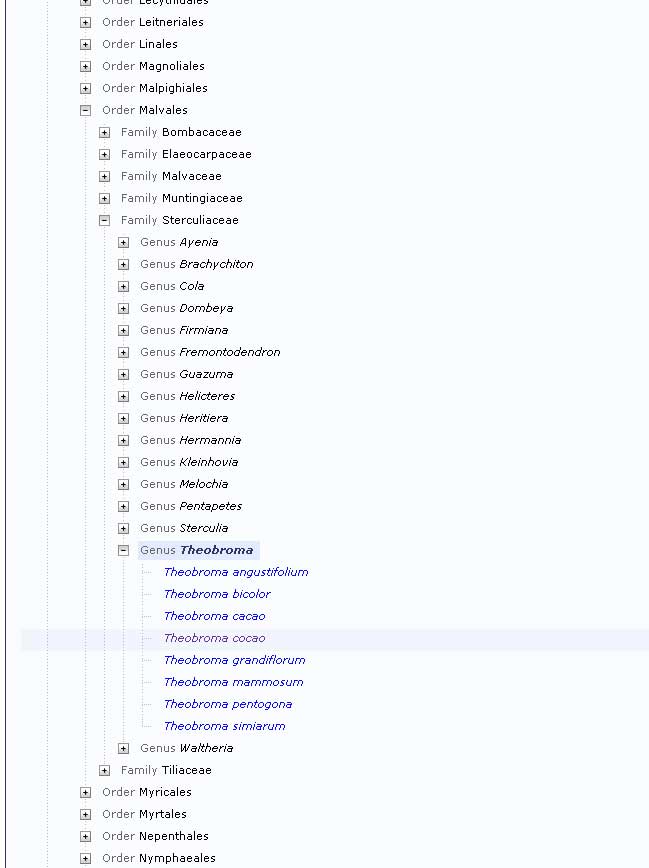 Order Lecythidales
Order Leitneriales
Order Linales
Order Magnoliales
Order Malpighiales
Order Malvales
Family Bombacaceae
Family Elaeocarpaceae
Family Malvaceae
Family Muntingiaceae
Family Sterculiaceae
Genus Ayenia
Genus Brachychiton
Genus Cola
Genus Dombeya
Genus Firmiana
Genus Fremontodendron
Genus Guazuma
Genus Helicteres
Genus Heritiera
Genus Hermannia
Genus Kleinhovia
Genus Melochia
Genus Pentapetes
Genus Sterculia
Genus Theobroma
Theobroma angustifolium
Theobroma bicolor
Theobroma cacao
Theobroma cocao
Theobroma grandiflorum
Theobroma mammosum
Theobroma pentogona
Theobroma simiarum
Genus Waltheria
Family Tiliaceae
Order Myricales
Order Myrtales
Order Nepenthales
Order Nymphaeales